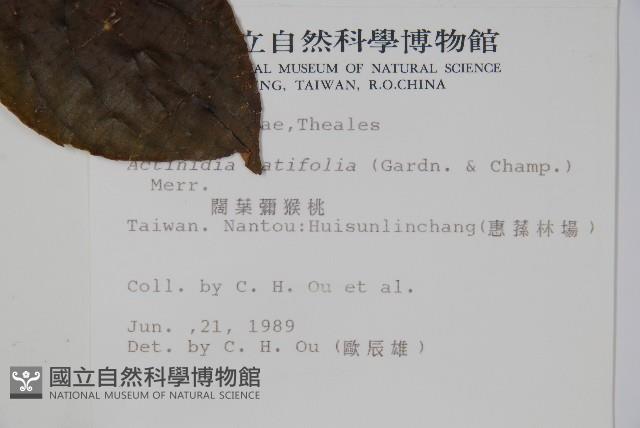 立自然科學博物館
AL MUSEUM OF NATURAL SCIENCE
NG, TAIWAN, R.O.CHINA
ae,Theales
Actinidia latifolia (Gardn. & Champ.)
Merr.
闊葉彌猴桃
Taiwan. Nantou:Huisunlinchang(惠蓀林場)
Coll. by C. H. Ou et al.
Jun. ,21, 1989
Det. by C. H. Ou (歐辰雄)
國立自然科學博物館
NATIONAL MUSEUM OF NATURAL SCIENCE